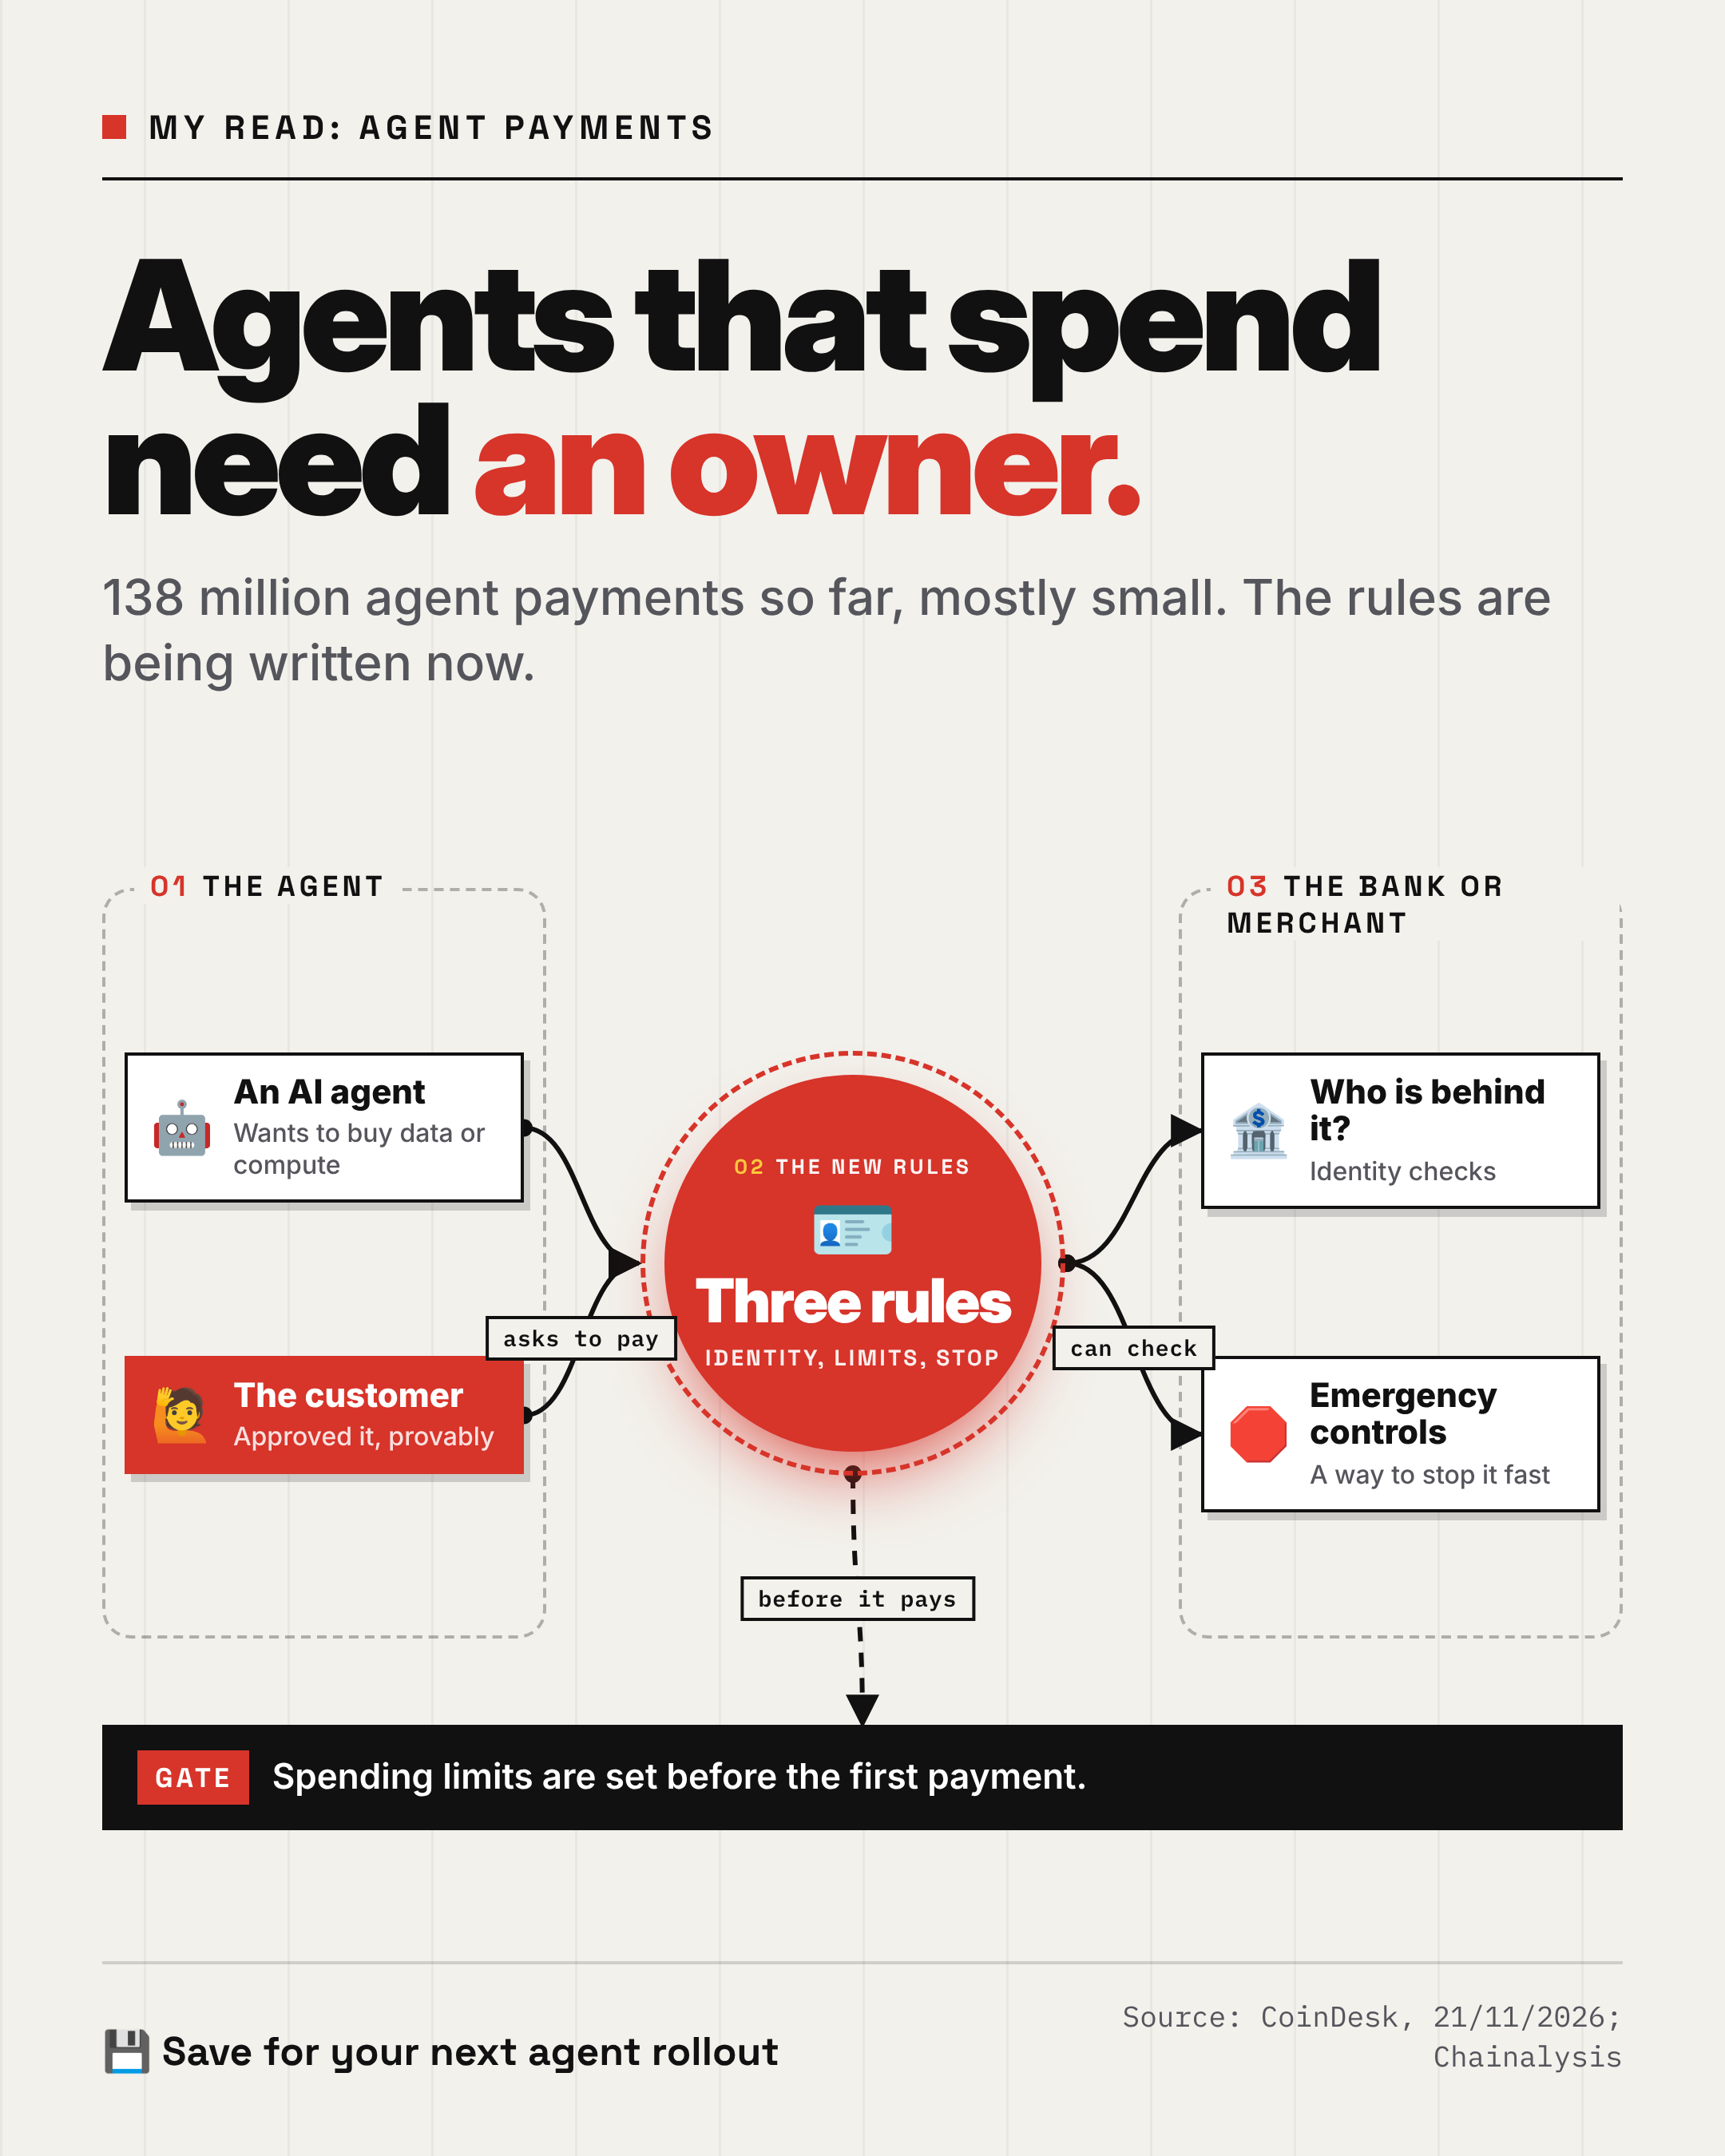 MY READ: AGENT PAYMENTS
Agents that spend
need an owner.
138 million agent payments so far, mostly small. The rules are
being written now.
01 THE AGENT
An AI agent
Wants to buy data or
compute
The customer
Approved it, provably
asks to pay
02 THE NEW RULES
Three rules
IDENTITY, LIMITS, STOP
can check
before it pays
03 THE BANK OR
MERCHANT
Who is behind
it?
Identity checks
Emergency
controls
A way to stop it fast
GATE Spending limits are set before the first payment.
Save for your next agent rollout
Source: CoinDesk, 21/11/2026;
Chainalysis